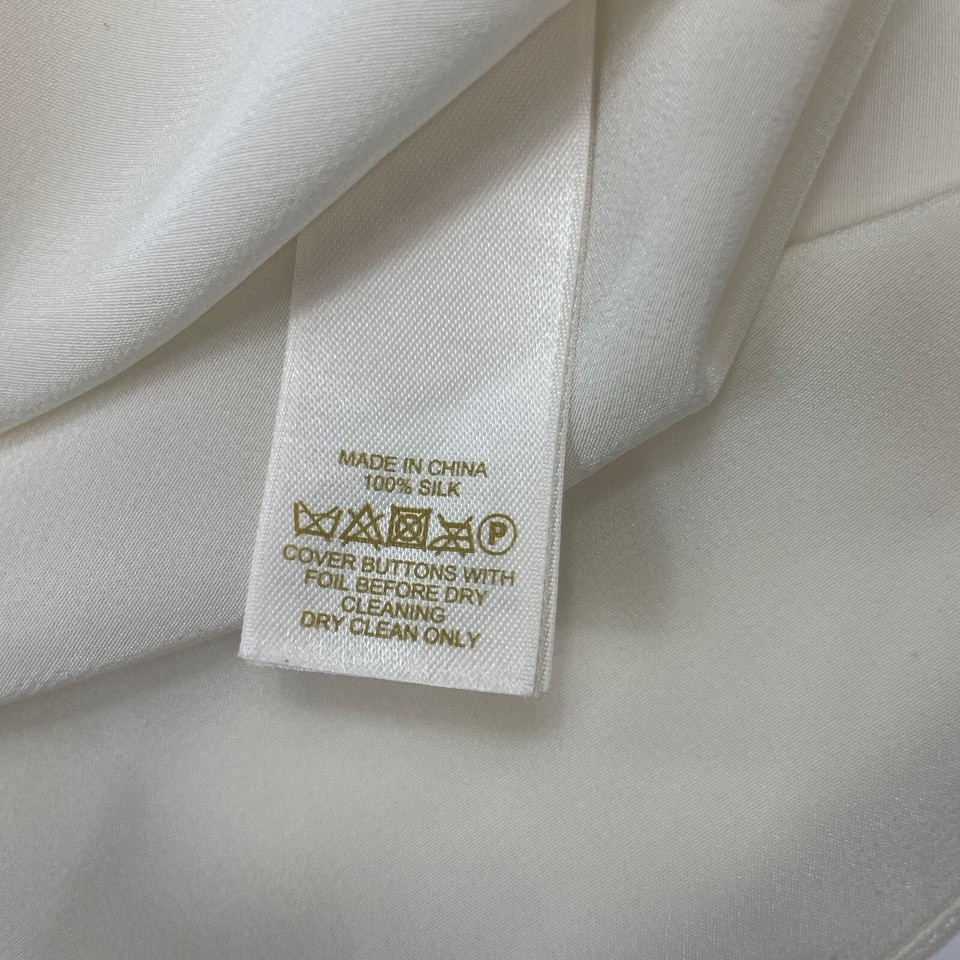 MADE IN CHINA
100% SILK
P
COVER BUTTONS WITH
FOIL BEFORE DRY
CLEANING
DRY CLEAN ONLY